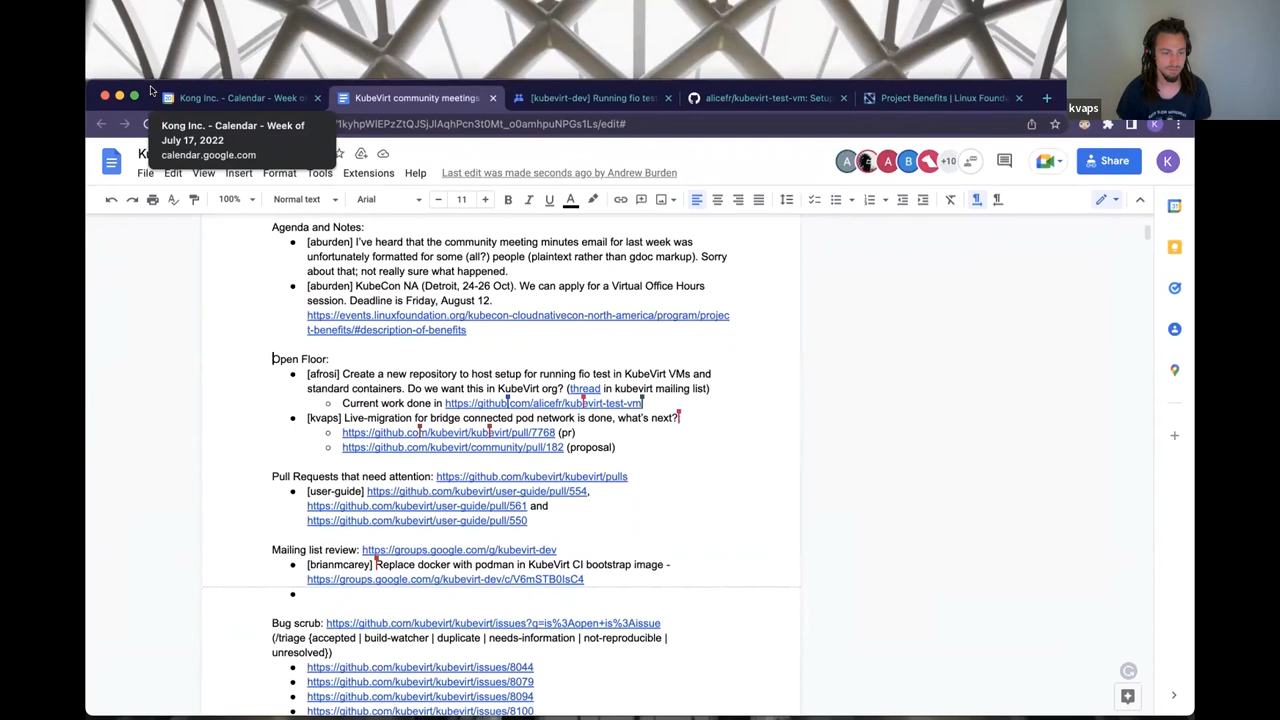 kvaps
Kong Inc. - Calendar - Week o
KubeVirt community meetings
[kubevirt-dev] Running fio test
alicefr/kubevirt-test-vm: Setup
Project Benefits | Linux Found
Kong Inc. - Calendar - Week of
July 17, 2022
calendar.google.com
1kyhpWIEPzZtQJSjJlAqhPcn3t0Mt_o0amhpuNPGs1Ls/edit#
K
File Edit View Insert Format Tools Extensions Help
Last edit was made seconds ago by Andrew Burden
A A B +10 Share K
100% Normal text Arial 11
Agenda and Notes:
[aburden] I've heard that the community meeting minutes email for last week was
unfortunately formatted for some (all?) people (plaintext rather than gdoc markup). Sorry
about that; not really sure what happened.
[aburden] KubeCon NA (Detroit, 24-26 Oct). We can apply for a Virtual Office Hours
session. Deadline is Friday, August 12.
https://events.linuxfoundation.org/kubecon-cloudnativecon-north-america/program/projec
t-benefits/#description-of-benefits
Open Floor:
[afrosi] Create a new repository to host setup for running fio test in KubeVirt VMs and
standard containers. Do we want this in KubeVirt org? (thread in kubevirt mailing list)
Current work done in https://github.com/alicefr/kubevirt-test-vm
[kvaps] Live-migration for bridge connected pod network is done, what's next?
https://github.com/kubevirt/kubevirt/pull/7768 (pr)
https://github.com/kubevirt/community/pull/182 (proposal)
Pull Requests that need attention: https://github.com/kubevirt/kubevirt/pulls
[user-guide] https://github.com/kubevirt/user-guide/pull/554,
https://github.com/kubevirt/user-guide/pull/561 and
https://github.com/kubevirt/user-guide/pull/550
Mailing list review: https://groups.google.com/g/kubevirt-dev
[brianmcarey] Replace docker with podman in KubeVirt CI bootstrap image -
https://groups.google.com/g/kubevirt-dev/c/V6mSTB0IsC4
Bug scrub: https://github.com/kubevirt/kubevirt/issues?q=is%3Aopen+is%3Aissue
(/triage {accepted | build-watcher | duplicate | needs-information | not-reproducible |
unresolved})
https://github.com/kubevirt/kubevirt/issues/8044
https://github.com/kubevirt/kubevirt/issues/8079
https://github.com/kubevirt/kubevirt/issues/8094
https://github.com/kubevirt/kubevirt/issues/8100